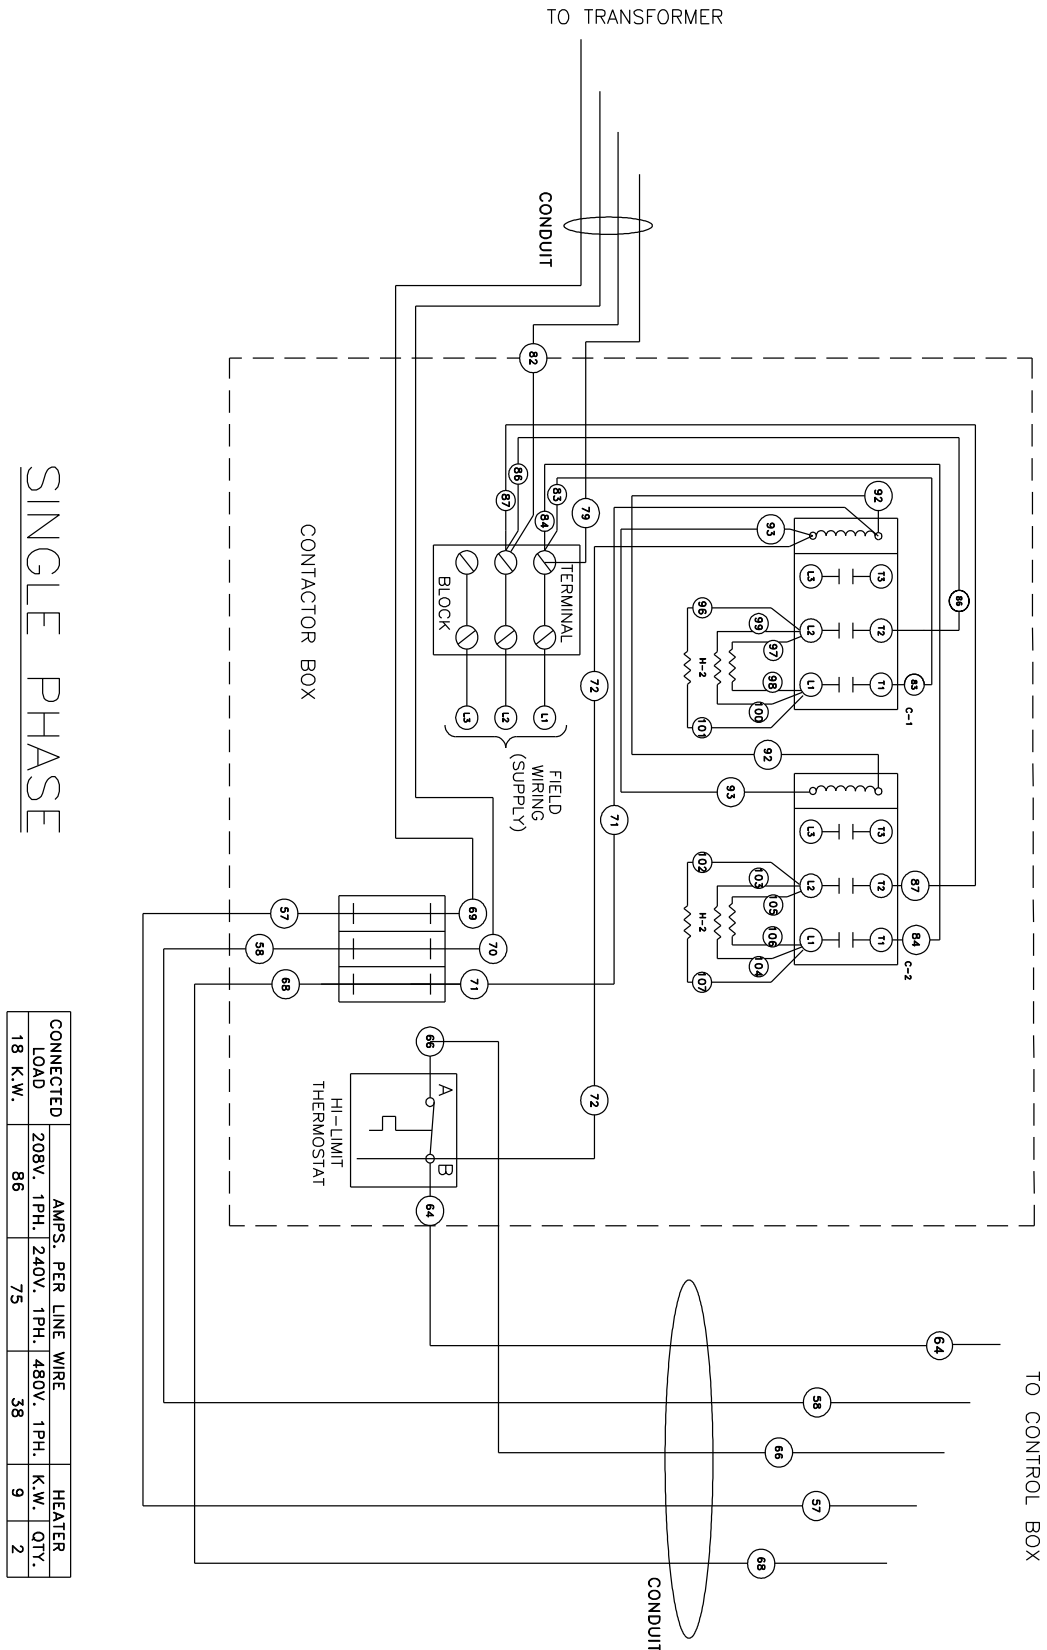 TO TRANSFORMER
CONDUIT
82
86
87
83
84
79
92
93
TERMINAL
BLOCK
L3
L2
L1
FIELD
WIRING
(SUPPLY)
CONTACTOR BOX
L3
T3
L2
T2
L1
T1
86
83
C-1
96
99
97
H-2
98
100
101
72
92
93
71
L3
T3
L2
T2
87
L1
T1
84
C-2
102
103
105
H-2
106
104
107
57
69
58
70
68
71
66
A
B
HI-LIMIT
THERMOSTAT
72
64
64
58
66
57
68
CONDUIT
TO CONTROL BOX
SINGLE PHASE
CONNECTED LOAD
AMPS. PER LINE WIRE
HEATER
208V. 1PH. 240V. 1PH. 480V. 1PH. K.W. QTY.
18 K.W. 86 75 38 9 2